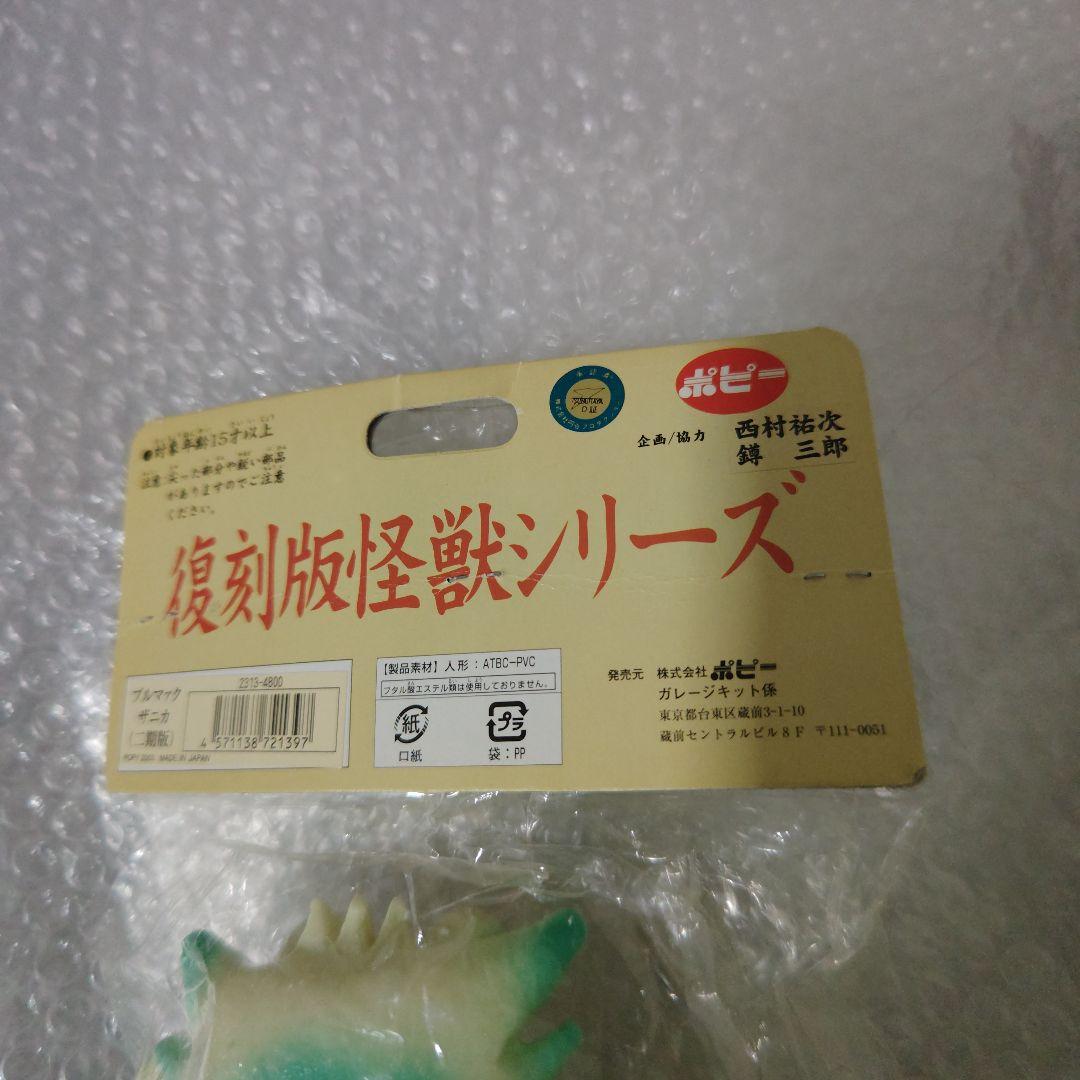 ●対象年齢15才以上
注意:尖った部分や鋭い部品
がありますのでご注意
ください。
ポピー
企画/協力 西村祐次
鐏 三郎
復刻版怪獣シリーズ
2313-4800
ブルマァク
ザニカ
(二期版)
4 571138 721397
MADE IN JAPAN
【製品素材】人形:ATBC-PVC
フタル酸エステル類は使用しておりません。
紙
口紙
プラ
袋:PP
発売元 株式会社 ポピー
ガレージキット係
東京都台東区蔵前3-1-10
蔵前セントラルビル8F 〒111-0051